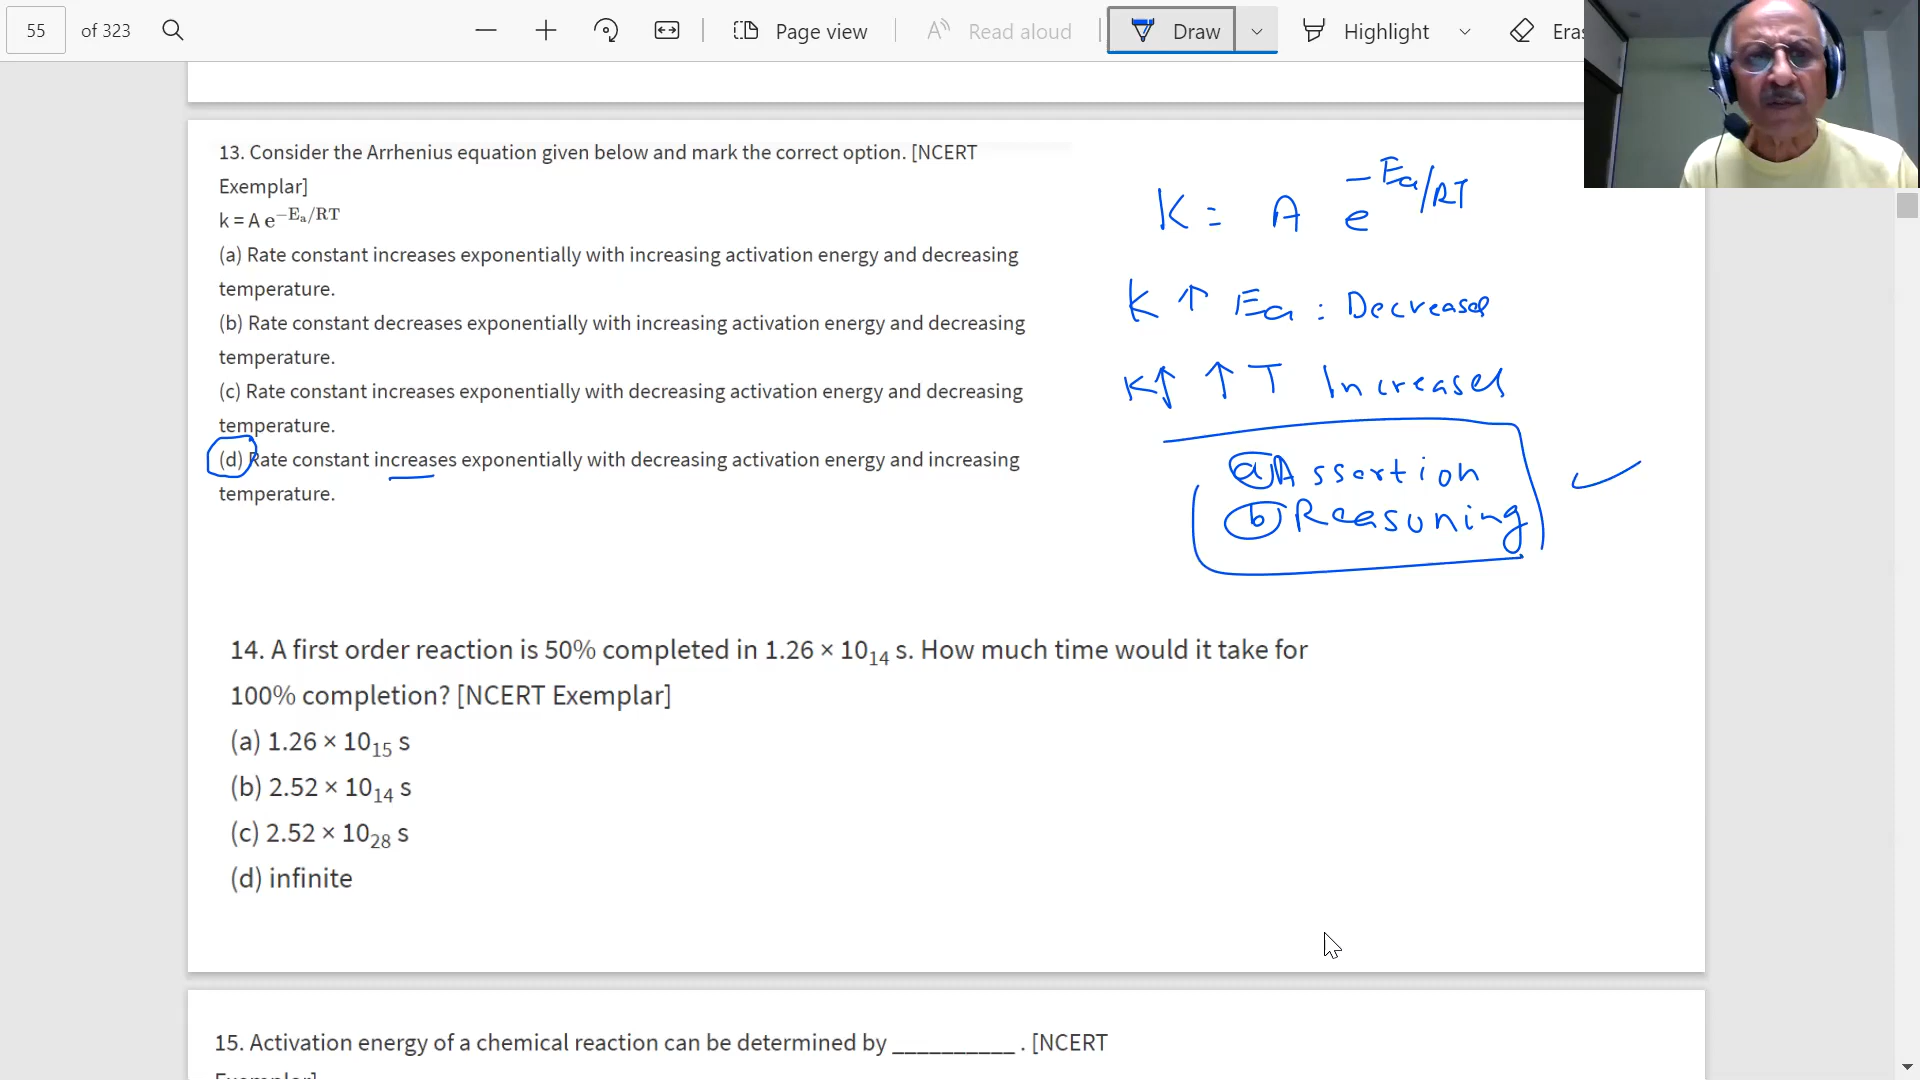 55 of 323
Page view
Read aloud
Draw
Highlight
Eras
13. Consider the Arrhenius equation given below and mark the correct option. [NCERT
Exemplar]
k = A e^−Eₐ/RT
(a) Rate constant increases exponentially with increasing activation energy and decreasing
temperature.
(b) Rate constant decreases exponentially with increasing activation energy and decreasing
temperature.
(c) Rate constant increases exponentially with decreasing activation energy and decreasing
temperature.
(d) Rate constant increases exponentially with decreasing activation energy and increasing
temperature.
K = A e^-Ea/RT
K ↑ Ea : Decreased
K↑ ↑ T Increases
(a) Assertion
(b) Reasoning
14. A first order reaction is 50% completed in 1.26 × 10₁₄ s. How much time would it take for
100% completion? [NCERT Exemplar]
(a) 1.26 × 10₁₅ s
(b) 2.52 × 10₁₄ s
(c) 2.52 × 10₂₈ s
(d) infinite
15. Activation energy of a chemical reaction can be determined by __________ . [NCERT
Exemplar]